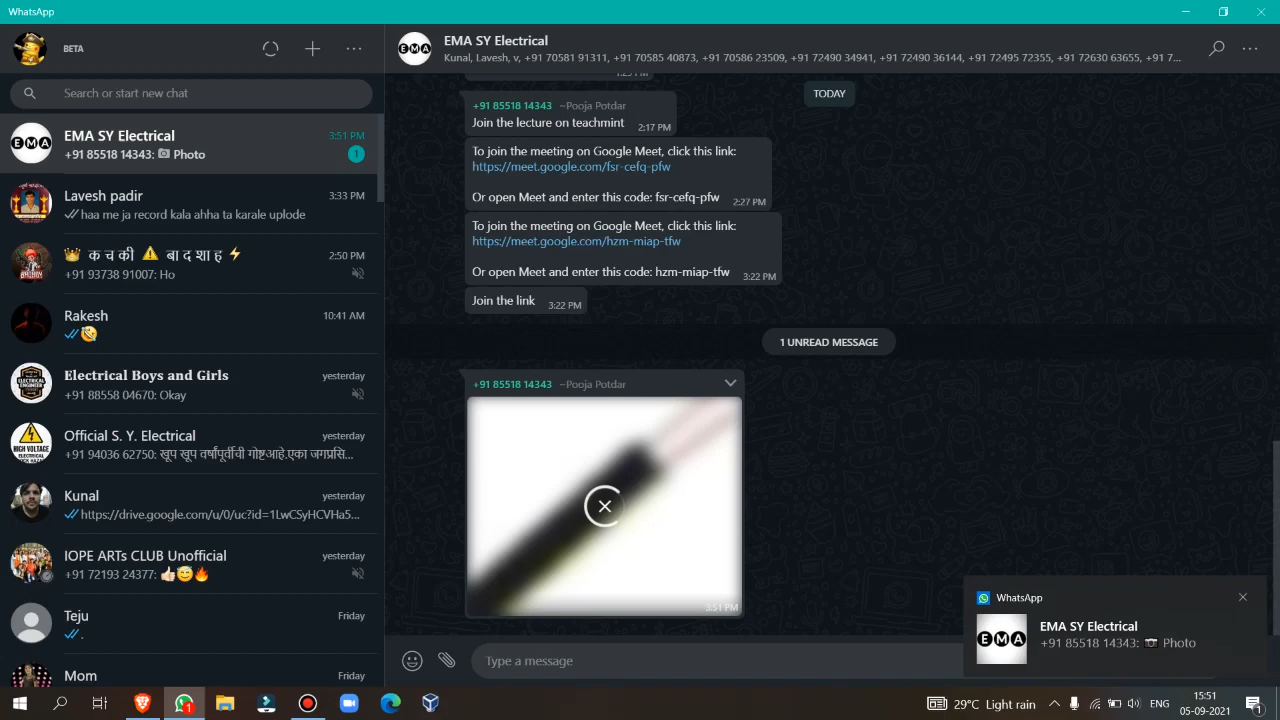 WhatsApp
BETA
Search or start new chat
EMA SY Electrical
3:51 PM
+91 85518 14343: Photo
1
Lavesh padir
3:33 PM
haa me ja record kala ahha ta karale uplode
क च की बा द शा ह
2:50 PM
+91 93738 91007: Ho
Rakesh
10:41 AM
Electrical Boys and Girls
yesterday
+91 88558 04670: Okay
Official S. Y. Electrical
yesterday
+91 94036 62750: खूप खूप वर्षांपूर्वीची गोष्टआहे.एका जगप्रसि...
Kunal
yesterday
https://drive.google.com/u/0/uc?id=1LwCSyHCVHa5...
IOPE ARTs CLUB Unofficial
yesterday
+91 72193 24377:
Teju
Friday
.
Mom
Friday
EMA
EMA SY Electrical
Kunal, Lavesh, v, +91 70581 91311, +91 70585 40873, +91 70586 23509, +91 72490 34941, +91 72490 36144, +91 72495 72355, +91 72630 63655, +91 7...
TODAY
+91 85518 14343 ~Pooja Potdar
Join the lecture on teachmint
2:17 PM
To join the meeting on Google Meet, click this link:
https://meet.google.com/fsr-cefq-pfw
Or open Meet and enter this code: fsr-cefq-pfw
2:27 PM
To join the meeting on Google Meet, click this link:
https://meet.google.com/hzm-miap-tfw
Or open Meet and enter this code: hzm-miap-tfw
3:22 PM
Join the link
3:22 PM
1 UNREAD MESSAGE
+91 85518 14343 ~Pooja Potdar
3:51 PM
Type a message
WhatsApp
EMA
EMA SY Electrical
+91 85518 14343: Photo
29°C Light rain
ENG
15:51
05-09-2021